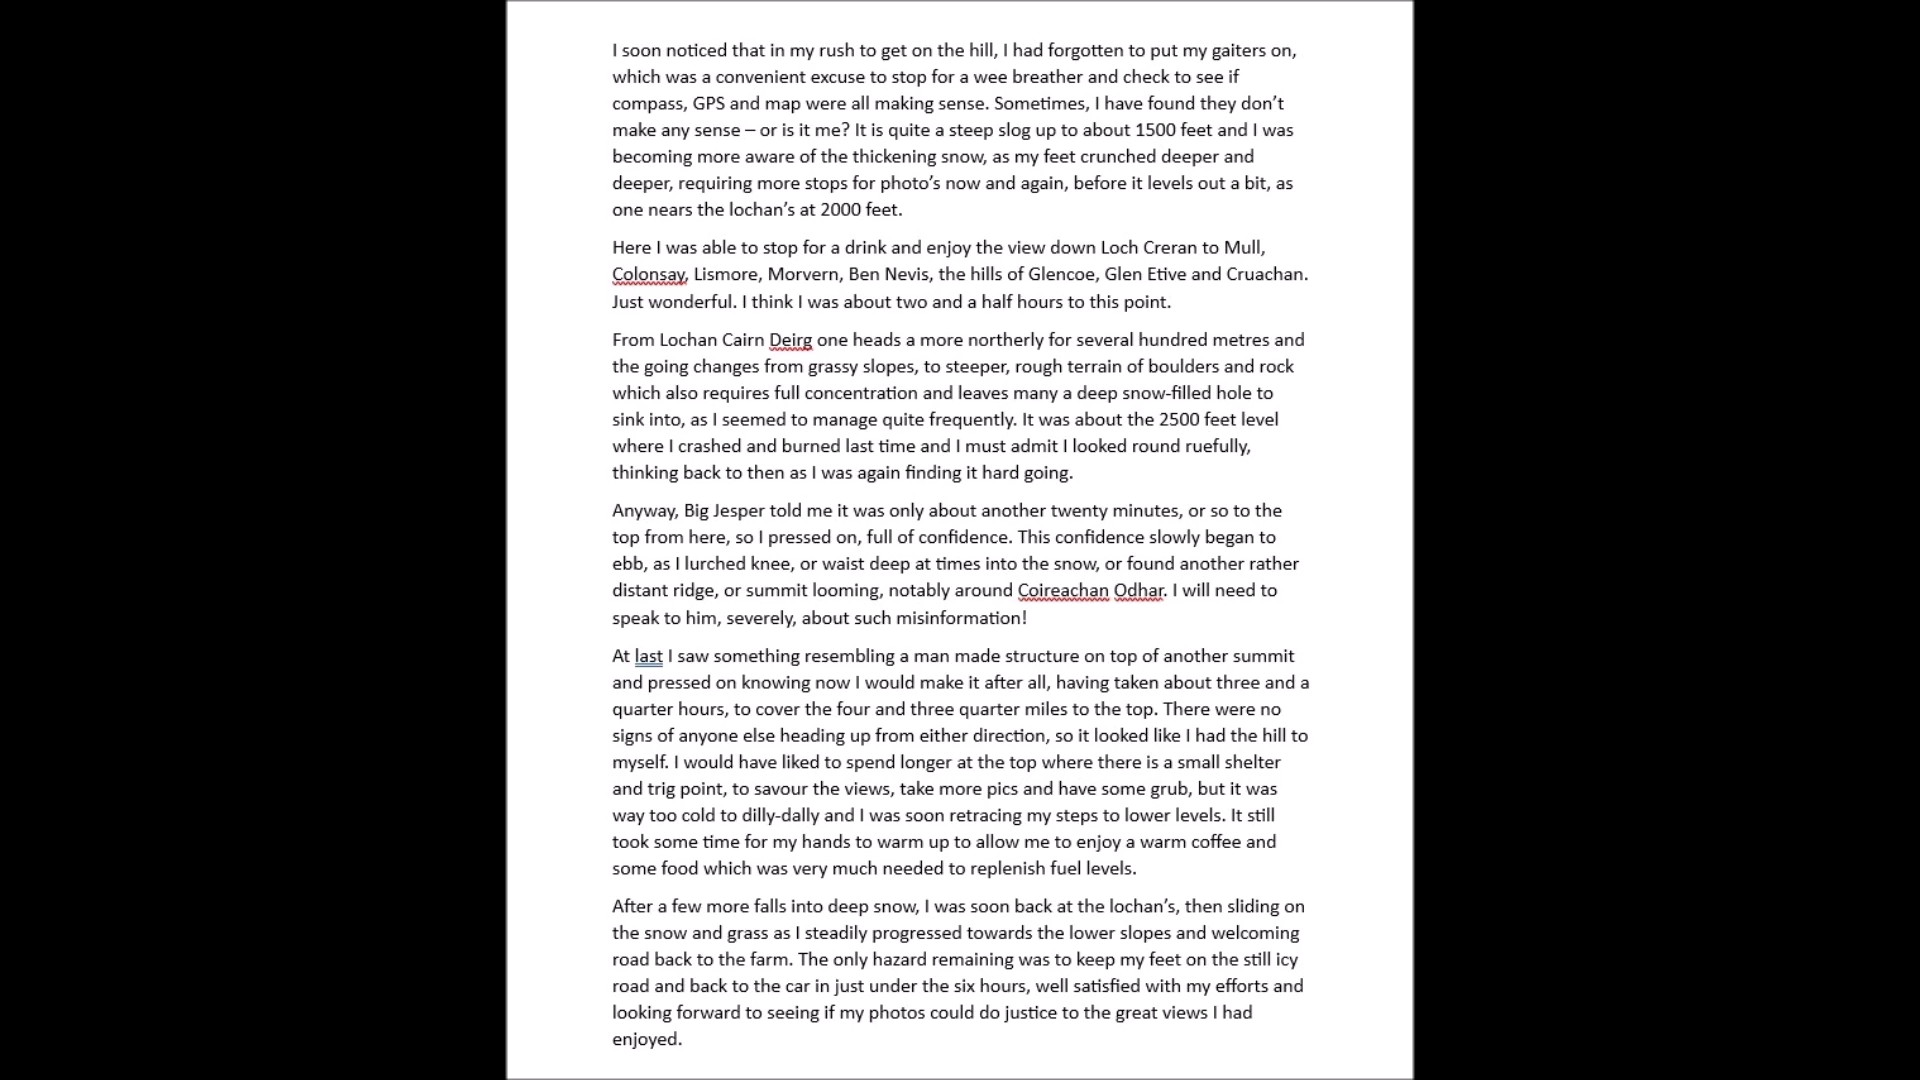 I soon noticed that in my rush to get on the hill, I had forgotten to put my gaiters on,
which was a convenient excuse to stop for a wee breather and check to see if
compass, GPS and map were all making sense. Sometimes, I have found they don’t
make any sense – or is it me? It is quite a steep slog up to about 1500 feet and I was
becoming more aware of the thickening snow, as my feet crunched deeper and
deeper, requiring more stops for photo’s now and again, before it levels out a bit, as
one nears the lochan’s at 2000 feet.
Here I was able to stop for a drink and enjoy the view down Loch Creran to Mull,
Colonsay, Lismore, Morvern, Ben Nevis, the hills of Glencoe, Glen Etive and Cruachan.
Just wonderful. I think I was about two and a half hours to this point.
From Lochan Cairn Deirg one heads a more northerly for several hundred metres and
the going changes from grassy slopes, to steeper, rough terrain of boulders and rock
which also requires full concentration and leaves many a deep snow-filled hole to
sink into, as I seemed to manage quite frequently. It was about the 2500 feet level
where I crashed and burned last time and I must admit I looked round ruefully,
thinking back to then as I was again finding it hard going.
Anyway, Big Jesper told me it was only about another twenty minutes, or so to the
top from here, so I pressed on, full of confidence. This confidence slowly began to
ebb, as I lurched knee, or waist deep at times into the snow, or found another rather
distant ridge, or summit looming, notably around Coireachan Odhar. I will need to
speak to him, severely, about such misinformation!
At last I saw something resembling a man made structure on top of another summit
and pressed on knowing now I would make it after all, having taken about three and a
quarter hours, to cover the four and three quarter miles to the top. There were no
signs of anyone else heading up from either direction, so it looked like I had the hill to
myself. I would have liked to spend longer at the top where there is a small shelter
and trig point, to savour the views, take more pics and have some grub, but it was
way too cold to dilly-dally and I was soon retracing my steps to lower levels. It still
took some time for my hands to warm up to allow me to enjoy a warm coffee and
some food which was very much needed to replenish fuel levels.
After a few more falls into deep snow, I was soon back at the lochan’s, then sliding on
the snow and grass as I steadily progressed towards the lower slopes and welcoming
road back to the farm. The only hazard remaining was to keep my feet on the still icy
road and back to the car in just under the six hours, well satisfied with my efforts and
looking forward to seeing if my photos could do justice to the great views I had
enjoyed.